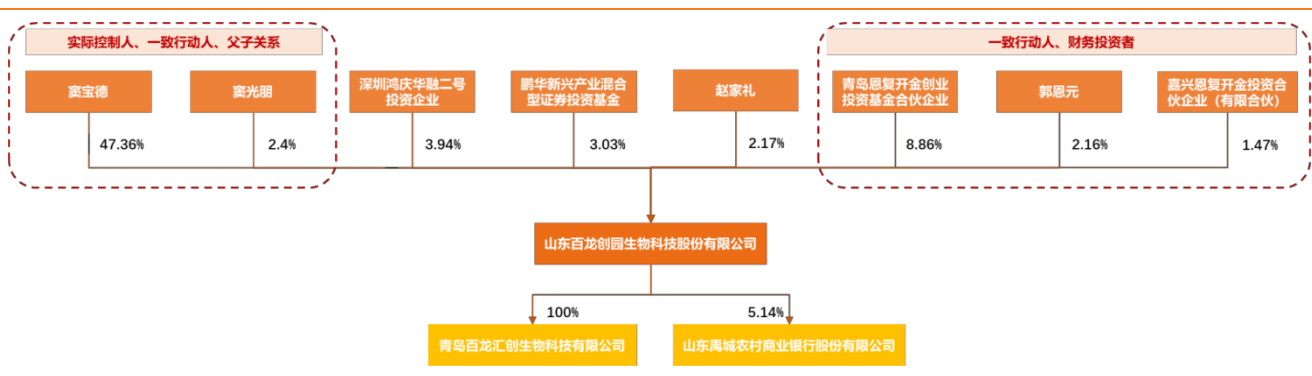 实际控制人、一致行动人、父子关系
一致行动人、财务投资者
窦宝德
窦光朋
深圳鸿庆华融二号
投资企业
鹏华新兴产业混合
型证券投资基金
赵家礼
青岛恩复开金创业
投资基金合伙企业
郭恩元
嘉兴恩复开金投资合
伙企业（有限合伙）
47.36%
2.4%
3.94%
3.03%
2.17%
8.86%
2.16%
1.47%
山东百龙创园生物科技股份有限公司
100%
5.14%
青岛百龙汇创生物科技有限公司
山东禹城农村商业银行股份有限公司